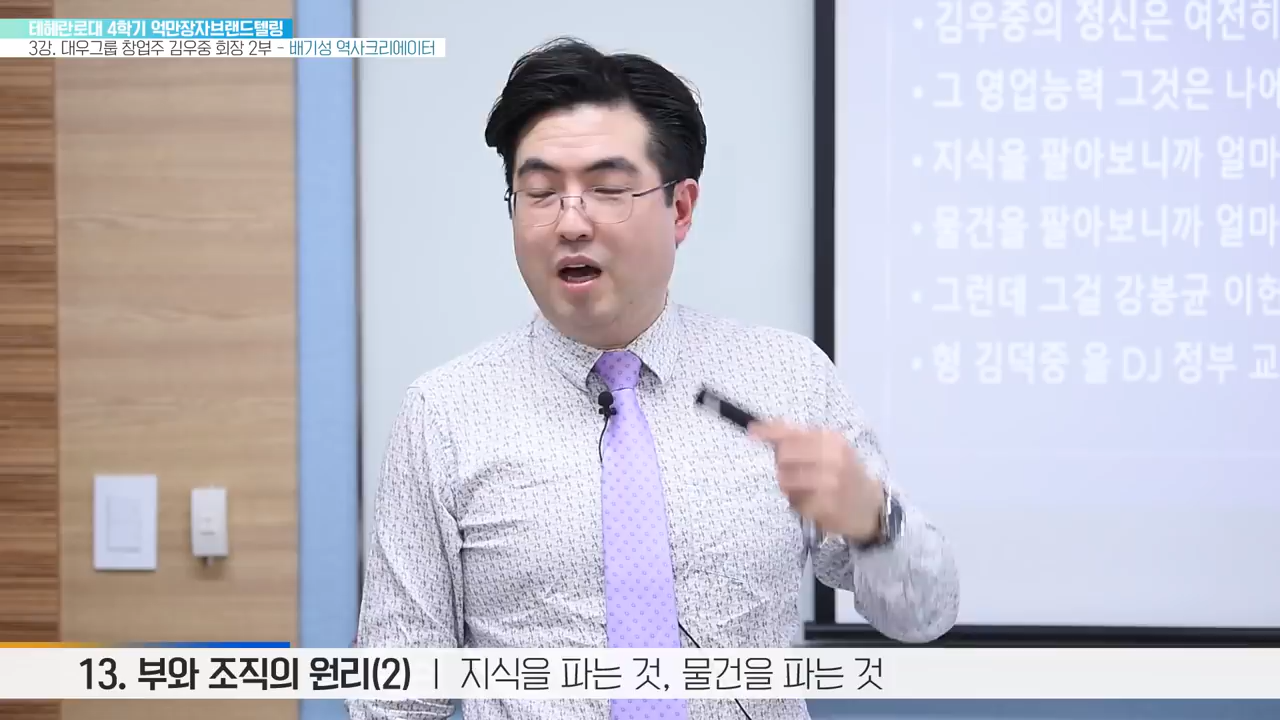 테헤란로대 4학기 억만장자브랜드텔링
3강. 대우그룹 창업주 김우중 회장 2부 - 배기성 역사크리에이터
김우중의 정신은 여전히
• 그 영업능력 그것은 나에
• 지식을 팔아보니까 얼마
• 물건을 팔아보니까 얼마
• 그런데 그걸 강봉균 이헌
• 형 김덕중 을 DJ 정부 교
13. 부와 조직의 원리(2) | 지식을 파는 것, 물건을 파는 것